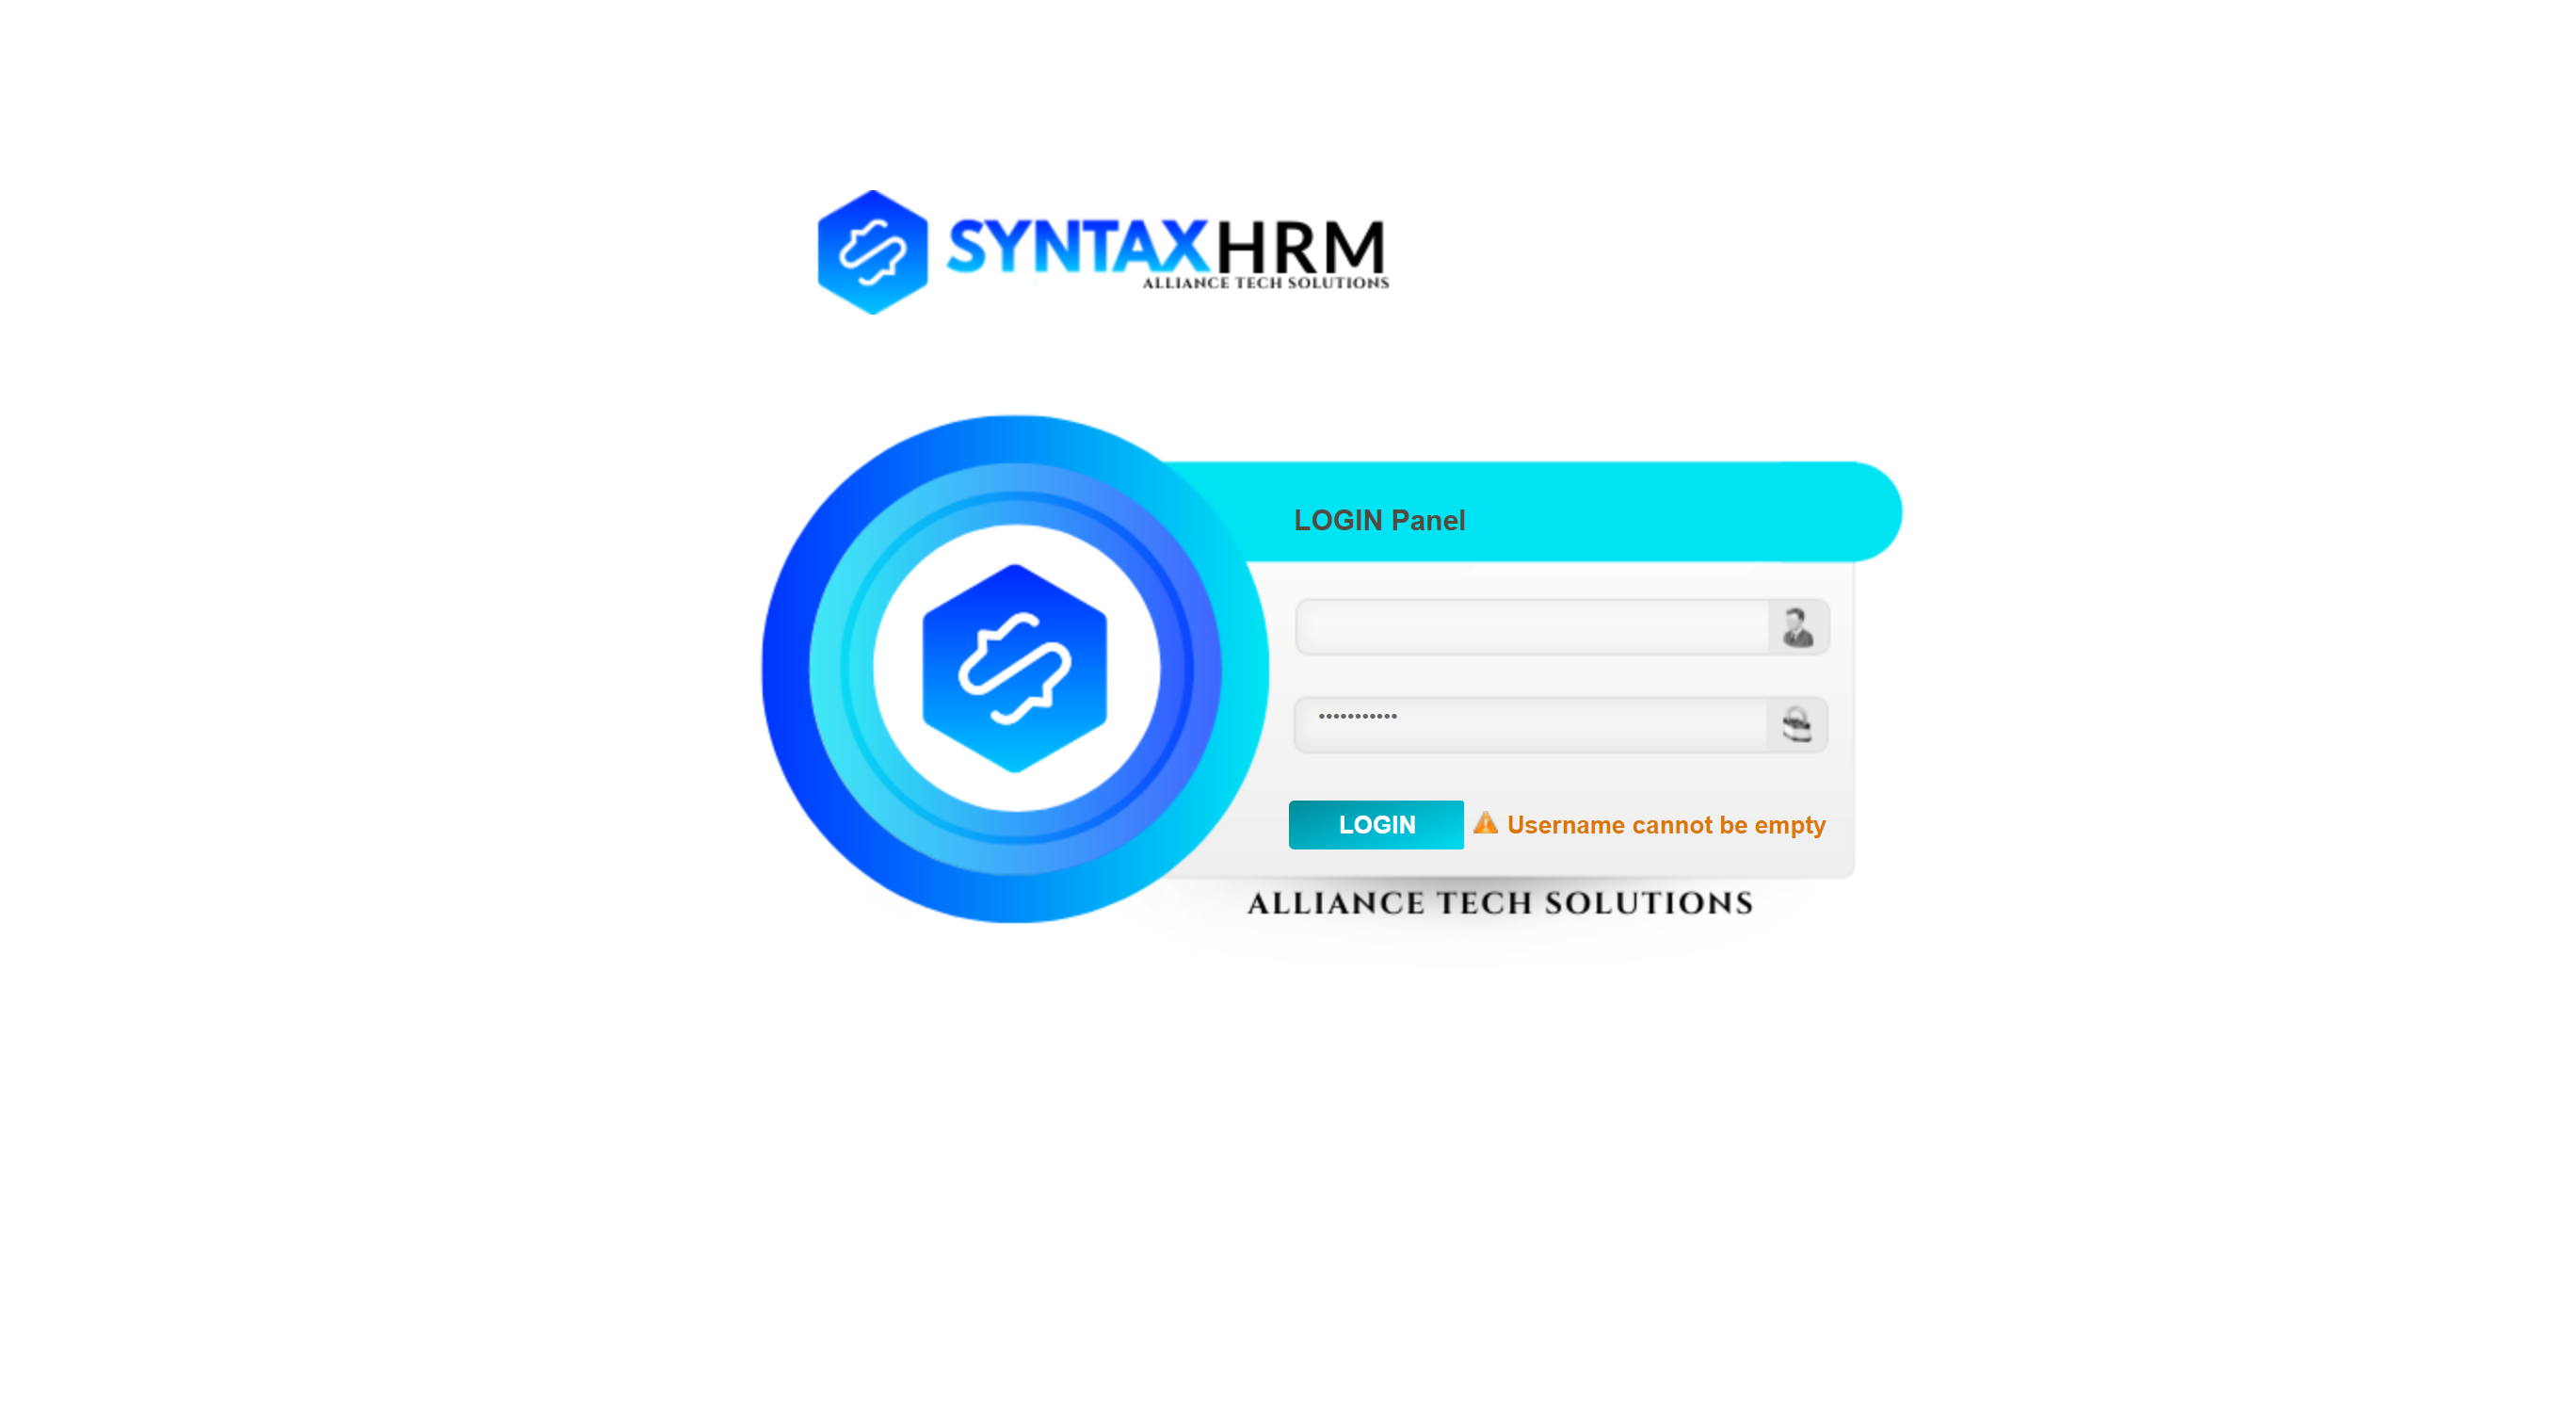 SYNTAXHRM
ALLIANCE TECH SOLUTIONS
LOGIN Panel
•••••••••••
LOGIN Username cannot be empty
ALLIANCE TECH SOLUTIONS